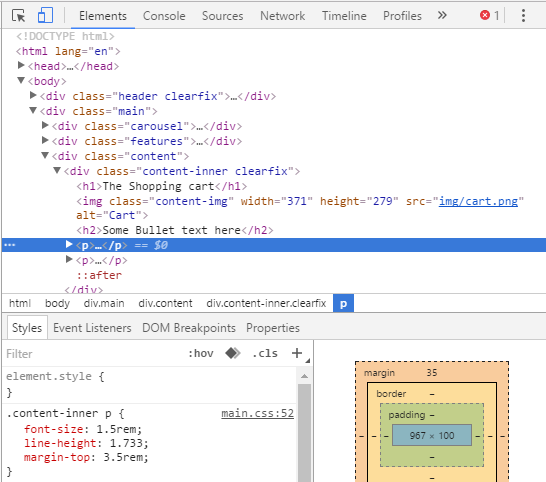 Elements Console Sources Network Timeline Profiles » 1
<!DOCTYPE html>
<html lang="en">
<head>…</head>
<body>
<div class="header clearfix">…</div>
<div class="main">
<div class="carousel">…</div>
<div class="features">…</div>
<div class="content">
<div class="content-inner clearfix">
<h1>The Shopping cart</h1>
<img class="content-img" width="371" height="279" src="img/cart.png"
alt="Cart">
<h2>Some Bullet text here</h2>
… <p>…</p> == $0
<p>…</p>
::after
</div>
html body div.main div.content div.content-inner.clearfix p
Styles Event Listeners DOM Breakpoints Properties
Filter :hov .cls +
element.style {
}
.content-inner p { main.css:52
font-size: 1.5rem;
line-height: 1.733;
margin-top: 3.5rem;
}
margin 35
border –
padding –
– – – 967 × 100 – – –
–
–